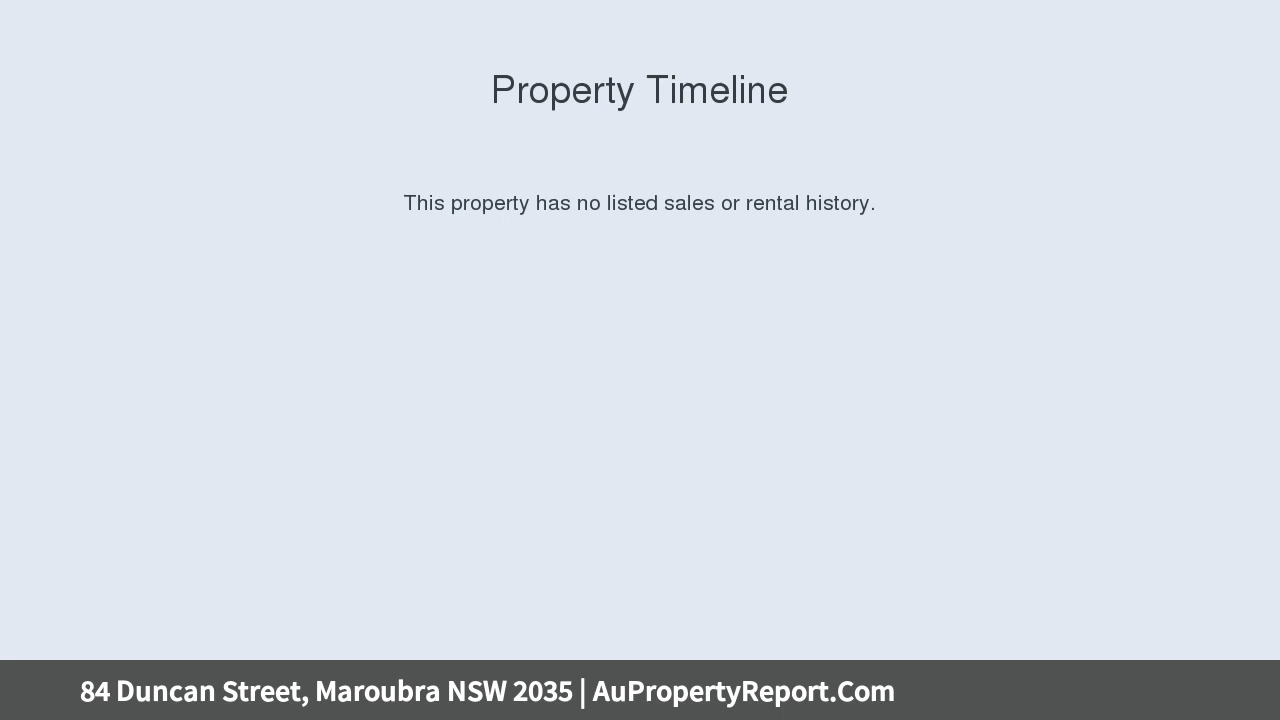 Property Timeline
This property has no listed sales or rental history.
84 Duncan Street, Maroubra NSW 2035 | AuPropertyReport.Com